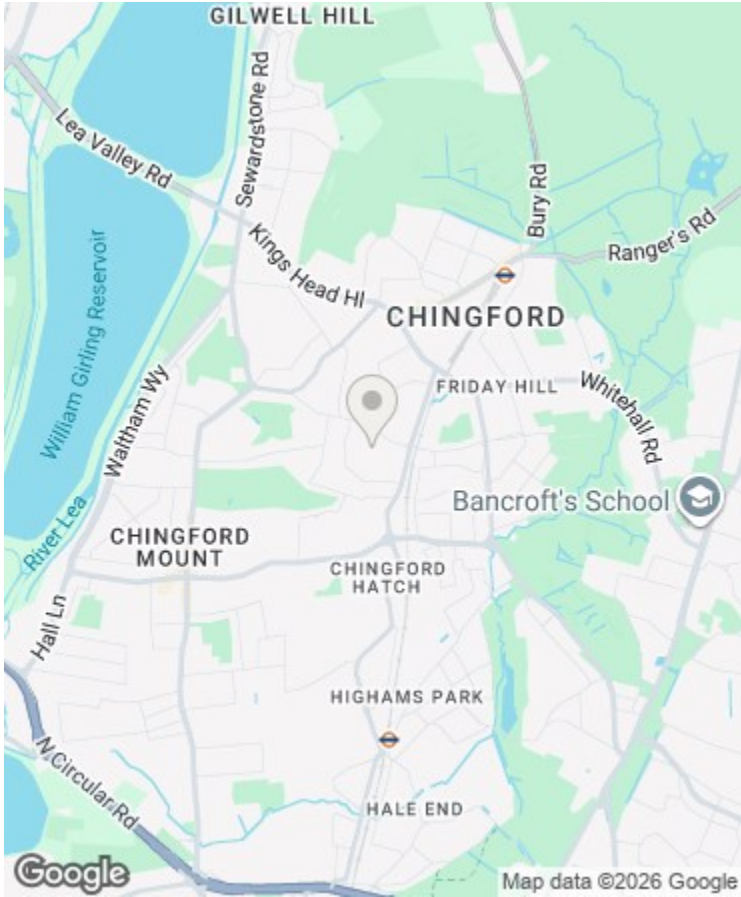 GILWELL HILL
Lea Valley Rd
Sewardstone Rd
Bury Rd
Ranger's Rd
Kings Head Hl
CHINGFORD
William Girling Reservoir
Waltham Wy
FRIDAY HILL
Whitehall Rd
Bancroft's School
River Lea
CHINGFORD
MOUNT
CHINGFORD
HATCH
Hall Ln
HIGHAMS PARK
N Circular Rd
HALE END
Google
Map data ©2026 Google